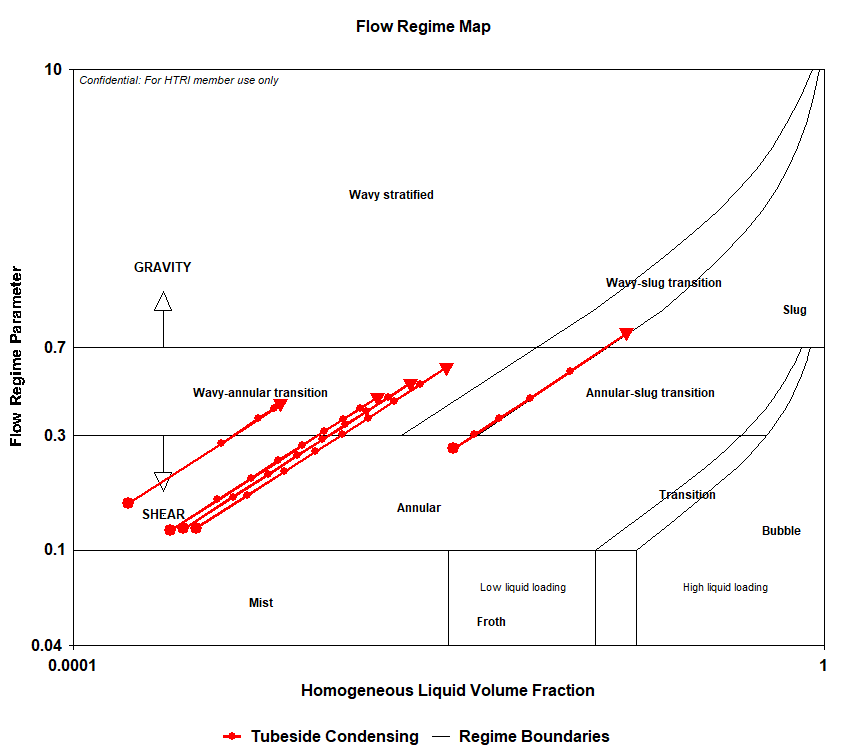 Flow Regime Map
10
Confidential: For HTRI member use only
Wavy stratified
GRAVITY
Wavy-slug transition
Slug
Flow Regime Parameter
0.7
Wavy-annular transition
Annular-slug transition
0.3
Transition
SHEAR
Annular
Bubble
0.1
Low liquid loading
High liquid loading
Mist
Froth
0.04
0.0001
1
Homogeneous Liquid Volume Fraction
Tubeside Condensing
Regime Boundaries